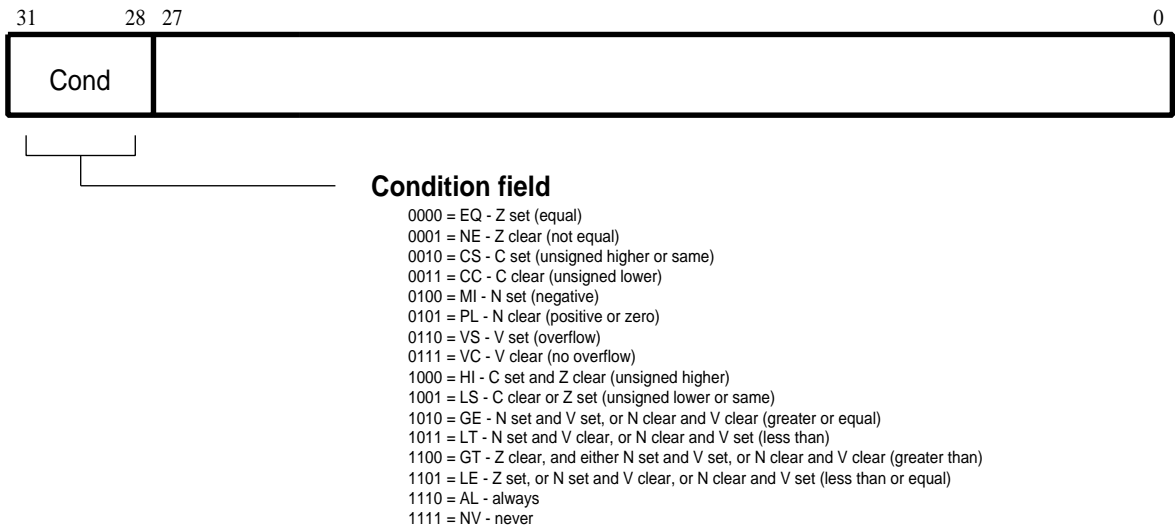 31 28 27 0
Cond
Condition field
0000 = EQ - Z set (equal)
0001 = NE - Z clear (not equal)
0010 = CS - C set (unsigned higher or same)
0011 = CC - C clear (unsigned lower)
0100 = MI - N set (negative)
0101 = PL - N clear (positive or zero)
0110 = VS - V set (overflow)
0111 = VC - V clear (no overflow)
1000 = HI - C set and Z clear (unsigned higher)
1001 = LS - C clear or Z set (unsigned lower or same)
1010 = GE - N set and V set, or N clear and V clear (greater or equal)
1011 = LT - N set and V clear, or N clear and V set (less than)
1100 = GT - Z clear, and either N set and V set, or N clear and V clear (greater than)
1101 = LE - Z set, or N set and V clear, or N clear and V set (less than or equal)
1110 = AL - always
1111 = NV - never